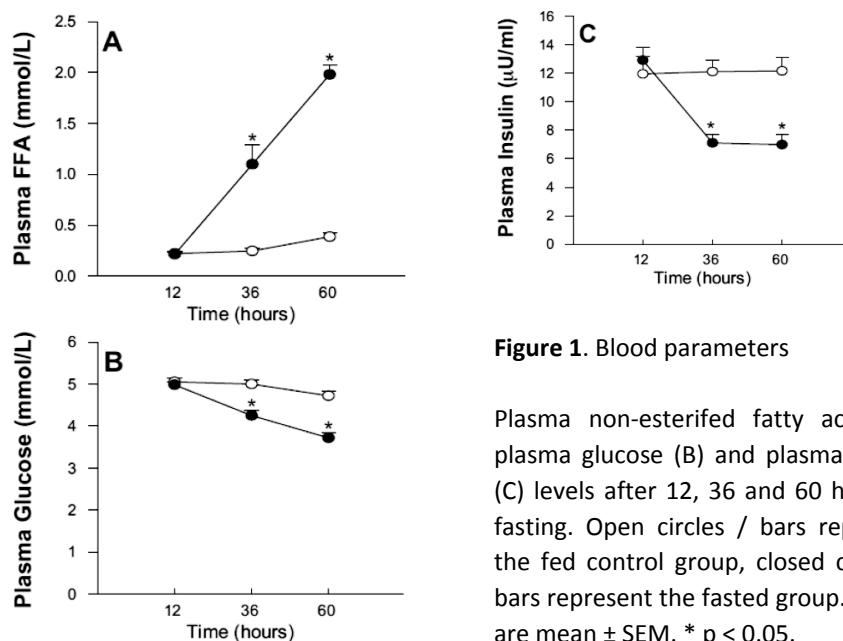 A
Plasma FFA (mmol/L)
2.5
2.0
1.5
1.0
0.5
0.0
*
*
12 36 60
Time (hours)
B
Plasma Glucose (mmol/L)
6
5
4
3
2
1
0
*
*
12 36 60
Time (hours)
C
Plasma Insulin (µU/ml)
16
14
12
10
8
6
4
2
0
* *
12 36 60
Time (hours)
Figure 1. Blood parameters
Plasma non-esterifed fatty ac
plasma glucose (B) and plasma
(C) levels after 12, 36 and 60 h
fasting. Open circles / bars rep
the fed control group, closed c
bars represent the fasted group.
are mean ± SEM. * p < 0.05.